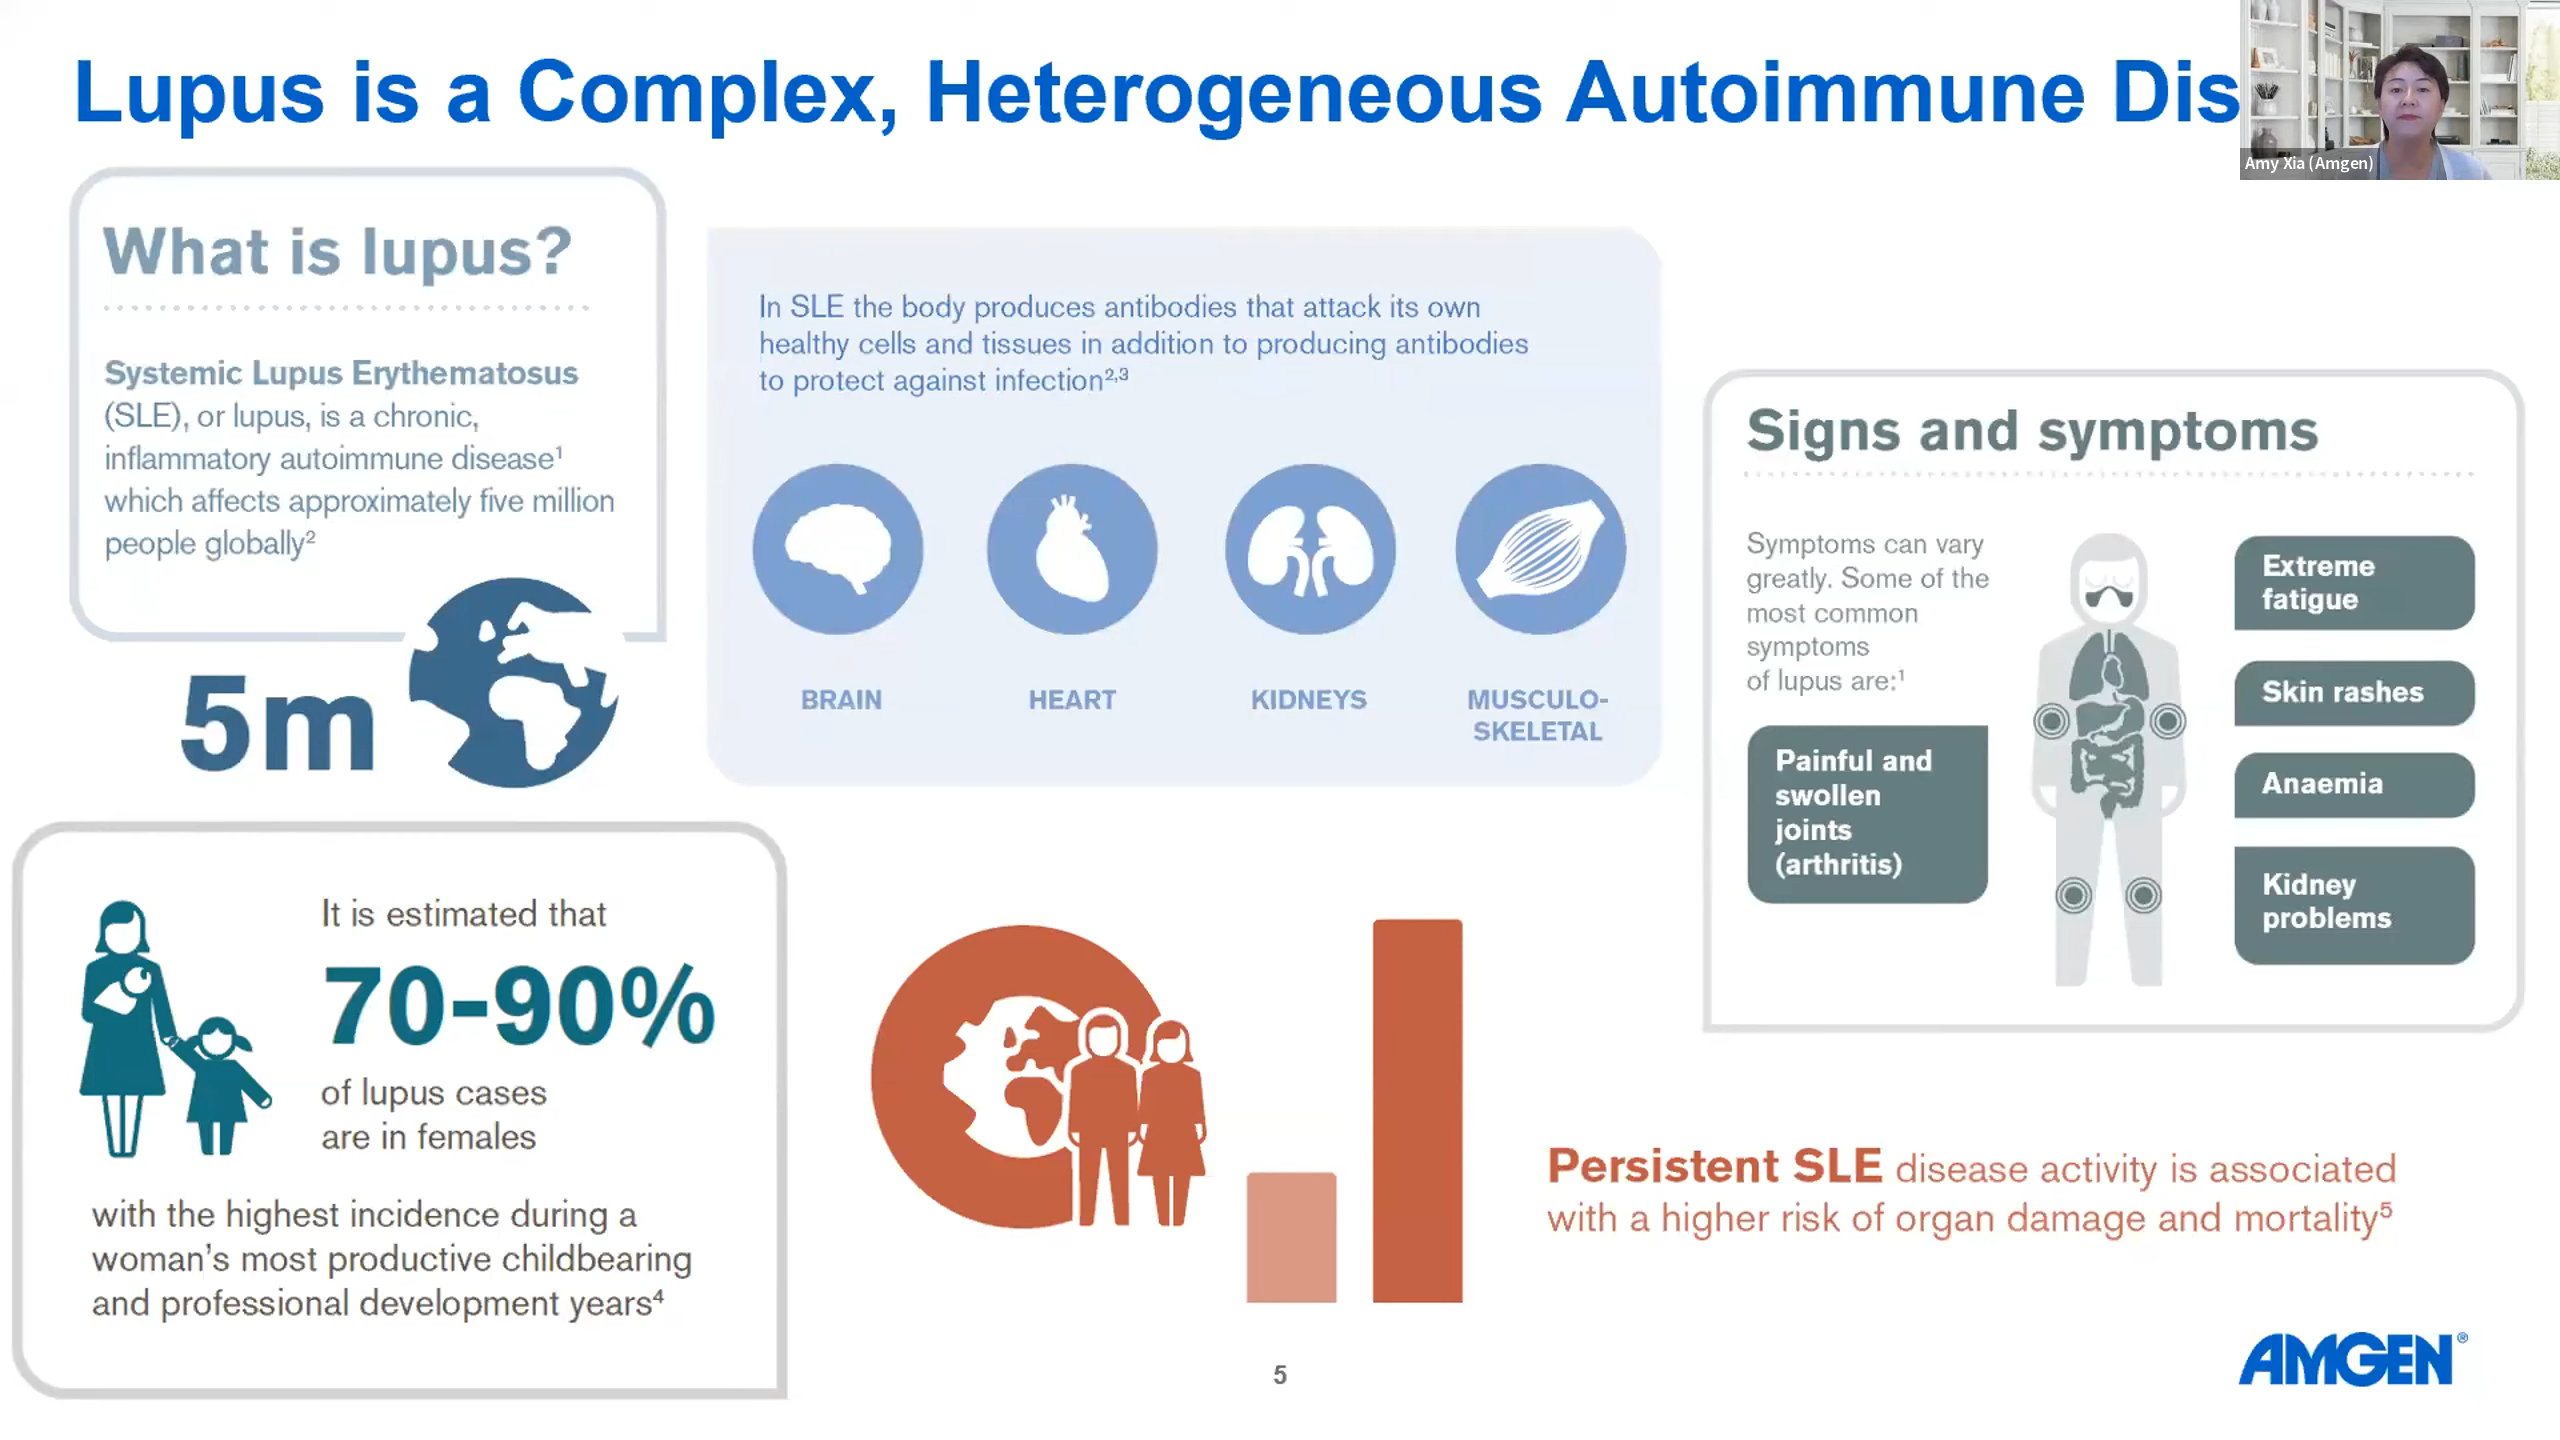 Lupus is a Complex, Heterogeneous Autoimmune Dis
Amy Xia (Amgen)
What is lupus?
Systemic Lupus Erythematosus
(SLE), or lupus, is a chronic,
inflammatory autoimmune disease¹
which affects approximately five million
people globally²
5m
In SLE the body produces antibodies that attack its own
healthy cells and tissues in addition to producing antibodies
to protect against infection²,³
BRAIN
HEART
KIDNEYS
MUSCULO-
SKELETAL
Signs and symptoms
Symptoms can vary
greatly. Some of the
most common
symptoms
of lupus are:¹
Painful and
swollen
joints
(arthritis)
Extreme
fatigue
Skin rashes
Anaemia
Kidney
problems
It is estimated that
70-90%
of lupus cases
are in females
with the highest incidence during a
woman's most productive childbearing
and professional development years⁴
Persistent SLE disease activity is associated
with a higher risk of organ damage and mortality⁵
5
AMGEN®